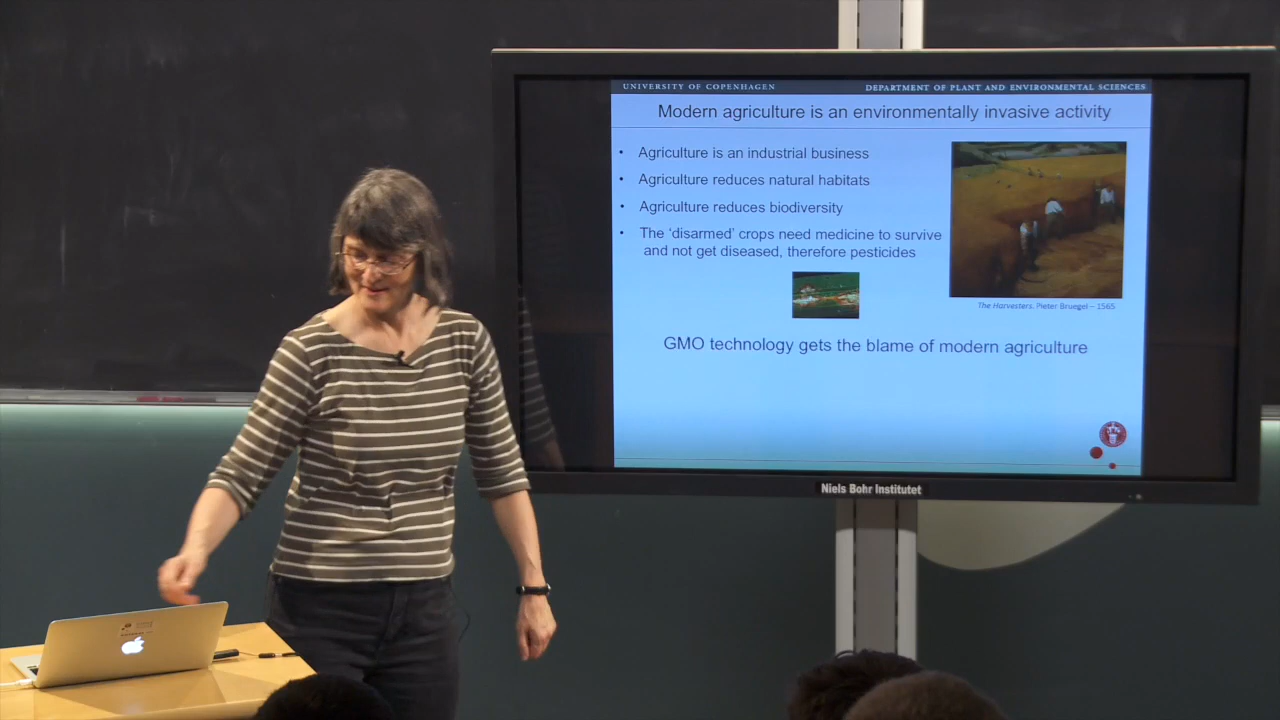 UNIVERSITY OF COPENHAGEN
DEPARTMENT OF PLANT AND ENVIRONMENTAL SCIENCES
Modern agriculture is an environmentally invasive activity
• Agriculture is an industrial business
• Agriculture reduces natural habitats
• Agriculture reduces biodiversity
• The 'disarmed' crops need medicine to survive
and not get diseased, therefore pesticides
The Harvesters, Pieter Bruegel – 1565
GMO technology gets the blame of modern agriculture
Niels Bohr Institutet